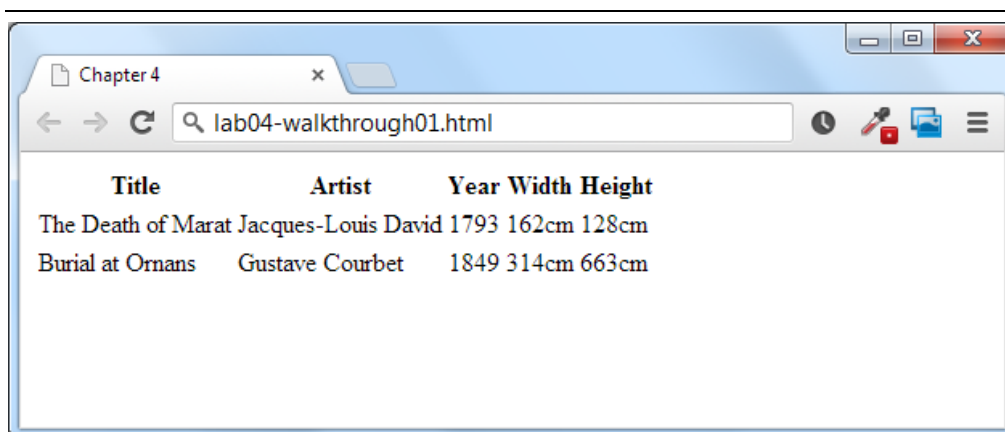 Chapter 4
lab04-walkthrough01.html
Title Artist Year Width Height
The Death of Marat Jacques-Louis David 1793 162cm 128cm
Burial at Ornans Gustave Courbet 1849 314cm 663cm